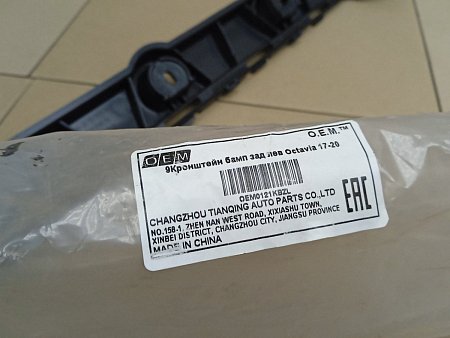 OEM
O.E.M.™
9Кронштейн бамп зад лев Octavia 17-20
OEM0121KBZL
CHANGZHOU TIANQING AUTO PARTS CO.,LTD
NO.158-1, ZHEN NAN WEST ROAD, XIXIASHU TOWN,
XINBEI DISTRICT, CHANGZHOU CITY, JIANGSU PROVINCE
MADE IN CHINA
EAC